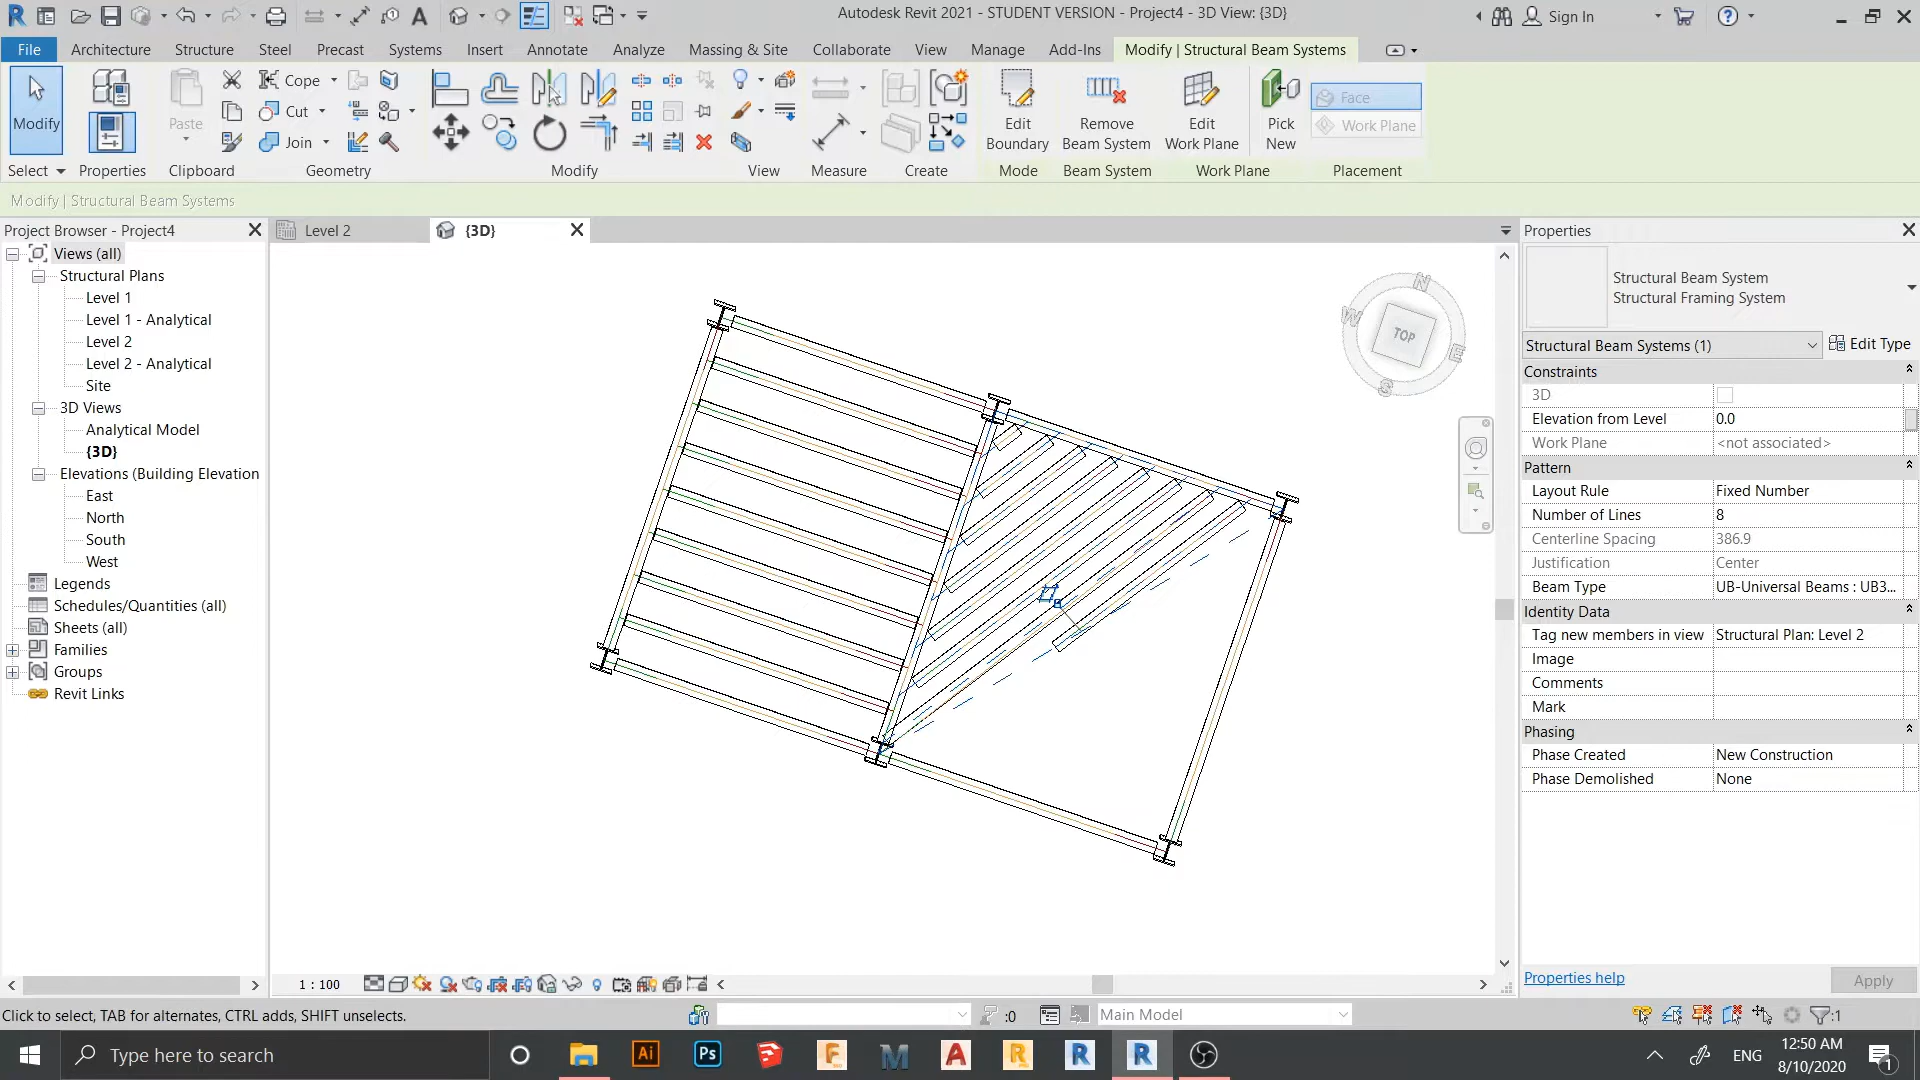 Autodesk Revit 2021 - STUDENT VERSION - Project4 - 3D View: {3D}
Sign In
File
Architecture
Structure
Steel
Precast
Systems
Insert
Annotate
Analyze
Massing & Site
Collaborate
View
Manage
Add-Ins
Modify | Structural Beam Systems
Modify
Paste
Cope
Cut
Join
Edit
Boundary
Remove
Beam System
Edit
Work Plane
Pick
New
Face
Work Plane
Select
Properties
Clipboard
Geometry
Modify
View
Measure
Create
Mode
Beam System
Work Plane
Placement
Modify | Structural Beam Systems
Project Browser - Project4
Views (all)
Structural Plans
Level 1
Level 1 - Analytical
Level 2
Level 2 - Analytical
Site
3D Views
Analytical Model
{3D}
Elevations (Building Elevation
East
North
South
West
Legends
Schedules/Quantities (all)
Sheets (all)
Families
Groups
Revit Links
Level 2
{3D}
N
W
TOP
E
S
Properties
Structural Beam System
Structural Framing System
Structural Beam Systems (1)
Edit Type
Constraints
3D
Elevation from Level
0.0
Work Plane
<not associated>
Pattern
Layout Rule
Fixed Number
Number of Lines
8
Centerline Spacing
386.9
Justification
Center
Beam Type
UB-Universal Beams : UB3...
Identity Data
Tag new members in view
Structural Plan: Level 2
Image
Comments
Mark
Phasing
Phase Created
New Construction
Phase Demolished
None
Properties help
Apply
1 : 100
Click to select, TAB for alternates, CTRL adds, SHIFT unselects.
:0
Main Model
:1
Type here to search
Ai
Ps
F
M
A
R
R
R
ENG
12:50 AM
8/10/2020
1